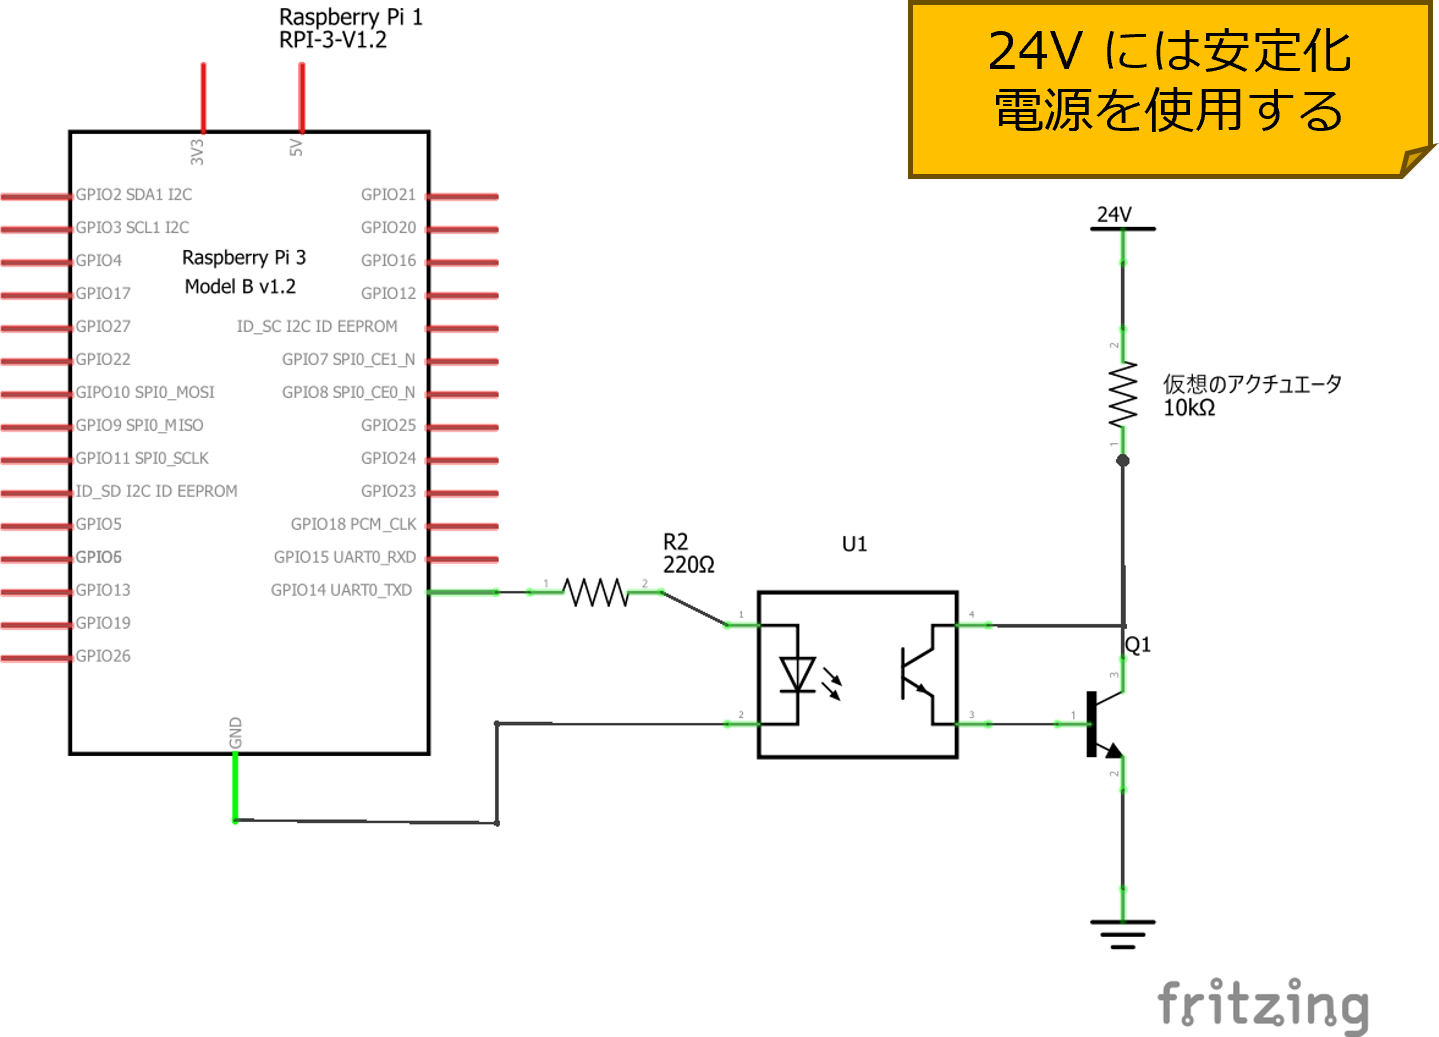 Raspberry Pi 1
RPI-3-V1.2
24V には安定化
電源を使用する
3V3
5V
GPIO2 SDA1 I2C
GPIO21
GPIO3 SCL1 I2C
GPIO20
GPIO4
Raspberry Pi 3
GPIO16
Model B v1.2
GPIO17
GPIO12
GPIO27
ID_SC I2C ID EEPROM
GPIO22
GPIO7 SPI0_CE1_N
GIPO10 SPI0_MOSI
GPIO8 SPI0_CE0_N
GPIO9 SPI0_MISO
GPIO25
GPIO11 SPI0_SCLK
GPIO24
ID_SD I2C ID EEPROM
GPIO23
GPIO5
GPIO18 PCM_CLK
GPIO6
GPIO15 UART0_RXD
GPIO13
GPIO14 UART0_TXD
GPIO19
GPIO26
GND
24V
2
仮想のアクチュエータ
10kΩ
1
R2
220Ω
1
2
U1
1
4
2
3
Q1
3
1
2
fritzing